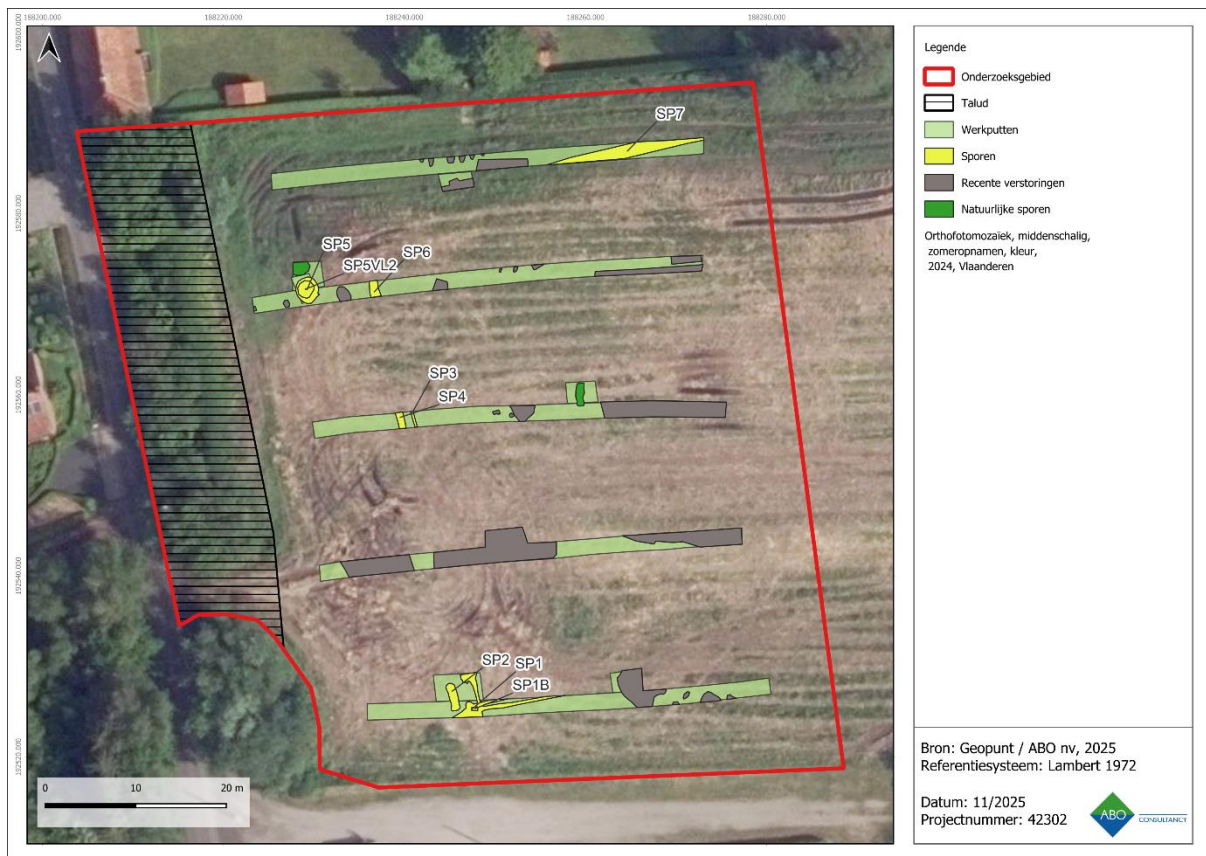 188200.000
188220.000
188240.000
188260.000
188280.000
192600.000
192580.000
192560.000
192540.000
192520.000
SP7
SP5
SP5VL2
SP6
SP3
SP4
SP2
SP1
SP1B
0
10
20 m
Legende
Onderzoeksgebied
Talud
Werkputten
Sporen
Recente verstoringen
Natuurlijke sporen
Orthofotomozaïek, middenschalig,
zomeropnamen, kleur,
2024, Vlaanderen
Bron: Geopunt / ABO nv, 2025
Referentiesysteem: Lambert 1972
Datum: 11/2025
Projectnummer: 42302
ABO
CONSULTANCY